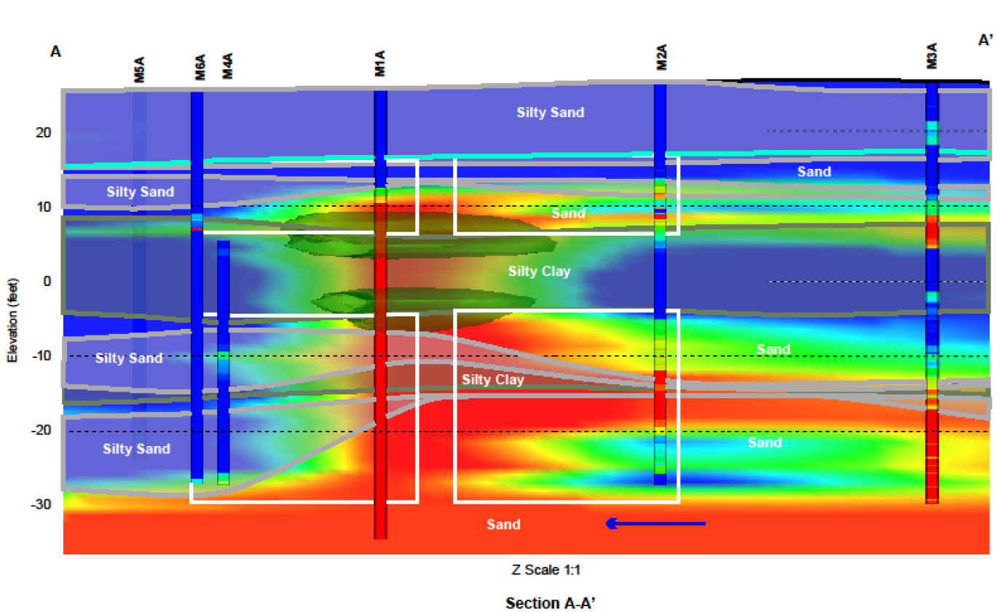 A
A’
M5A
M6A
M4A
M1A
M2A
M3A
Silty Sand
20
Sand
Silty Sand
10
Sand
Silty Clay
0
Elevation (feet)
Sand
Silty Sand
-10
Silty Clay
-20
Sand
Silty Sand
-30
Sand
Z Scale 1:1
Section A-A’